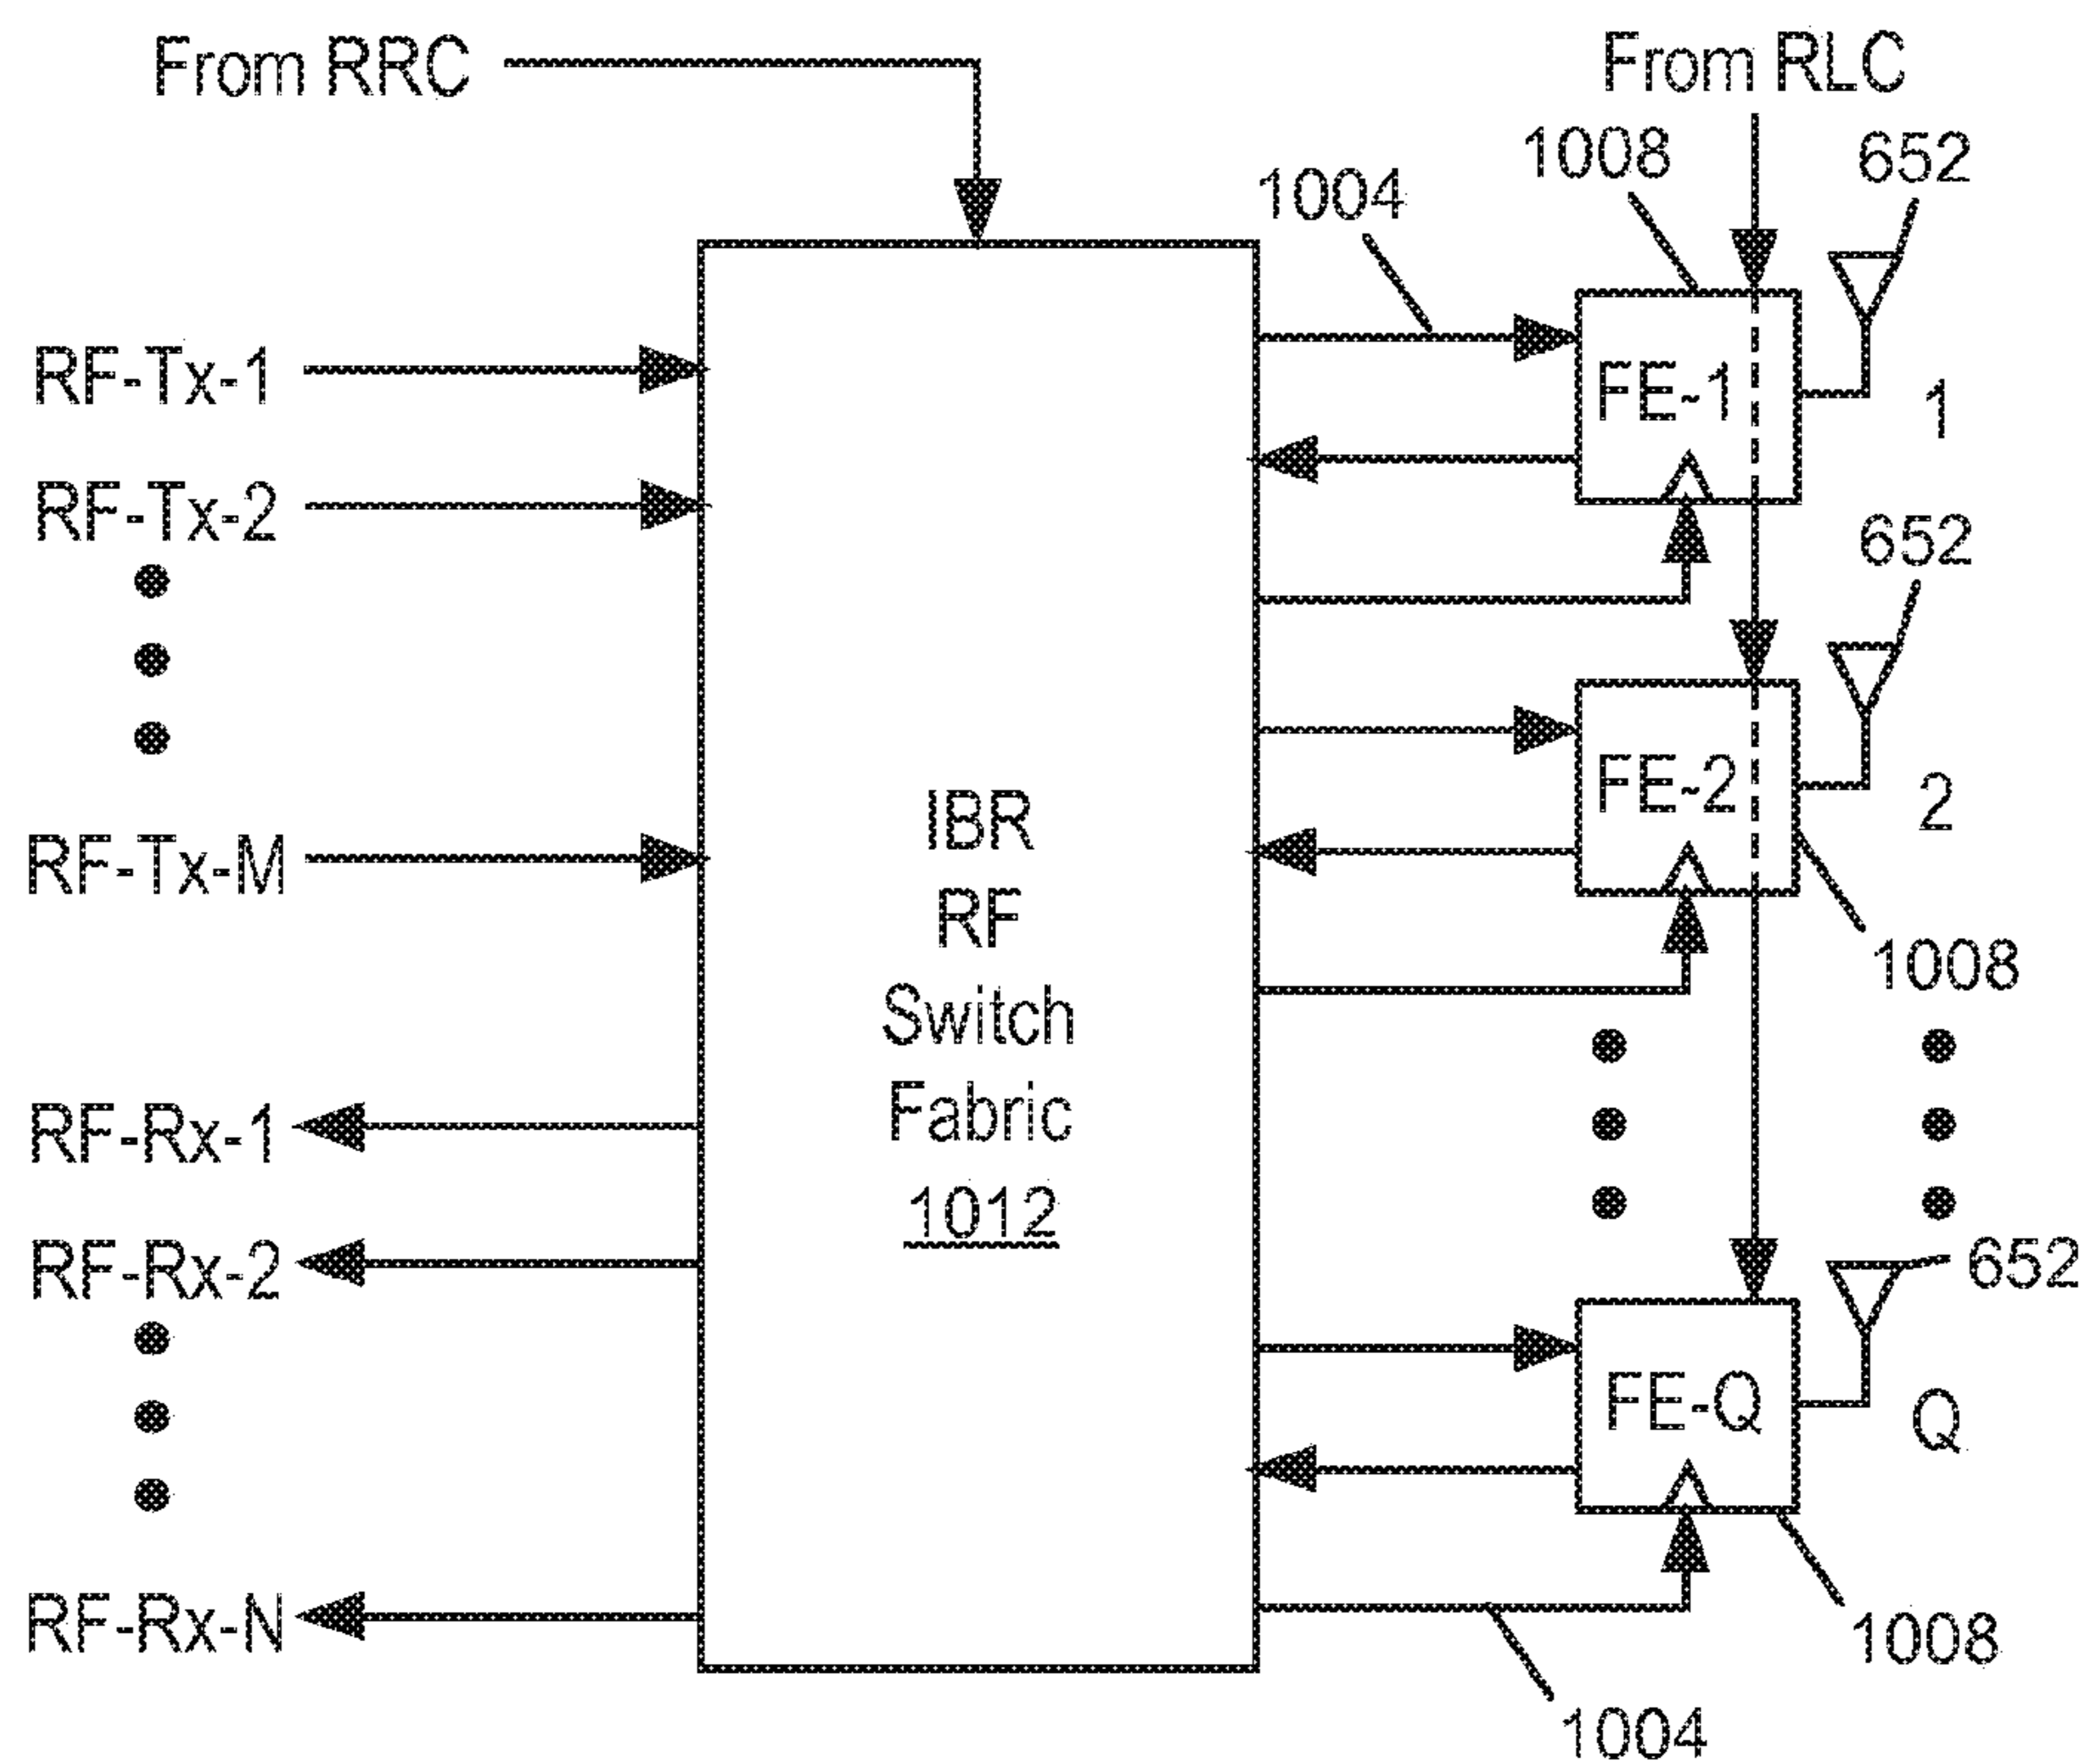 From RRC
From RLC
1008
652
1004
RF-Tx-1
FE-1
1
RF-Tx-2
652
FE-2
2
IBR
RF
Switch
Fabric
1012
RF-Tx-M
1008
RF-Rx-1
RF-Rx-2
652
FE-Q
Q
RF-Rx-N
1008
1004